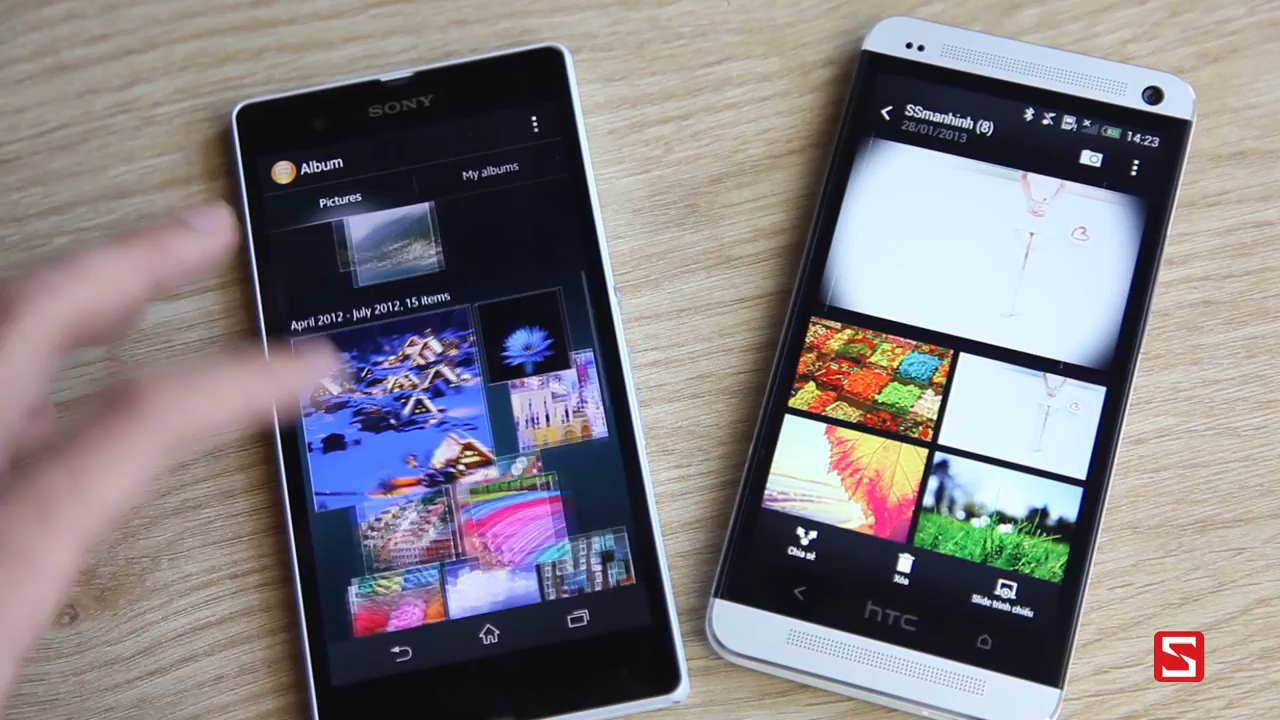 SONY
Album
Pictures
My albums
April 2012 - July 2012, 15 items
SSmanhinh (8)
28/01/2013
14:23
Chia sẻ
Xóa
Slide trình chiếu
hTC
S